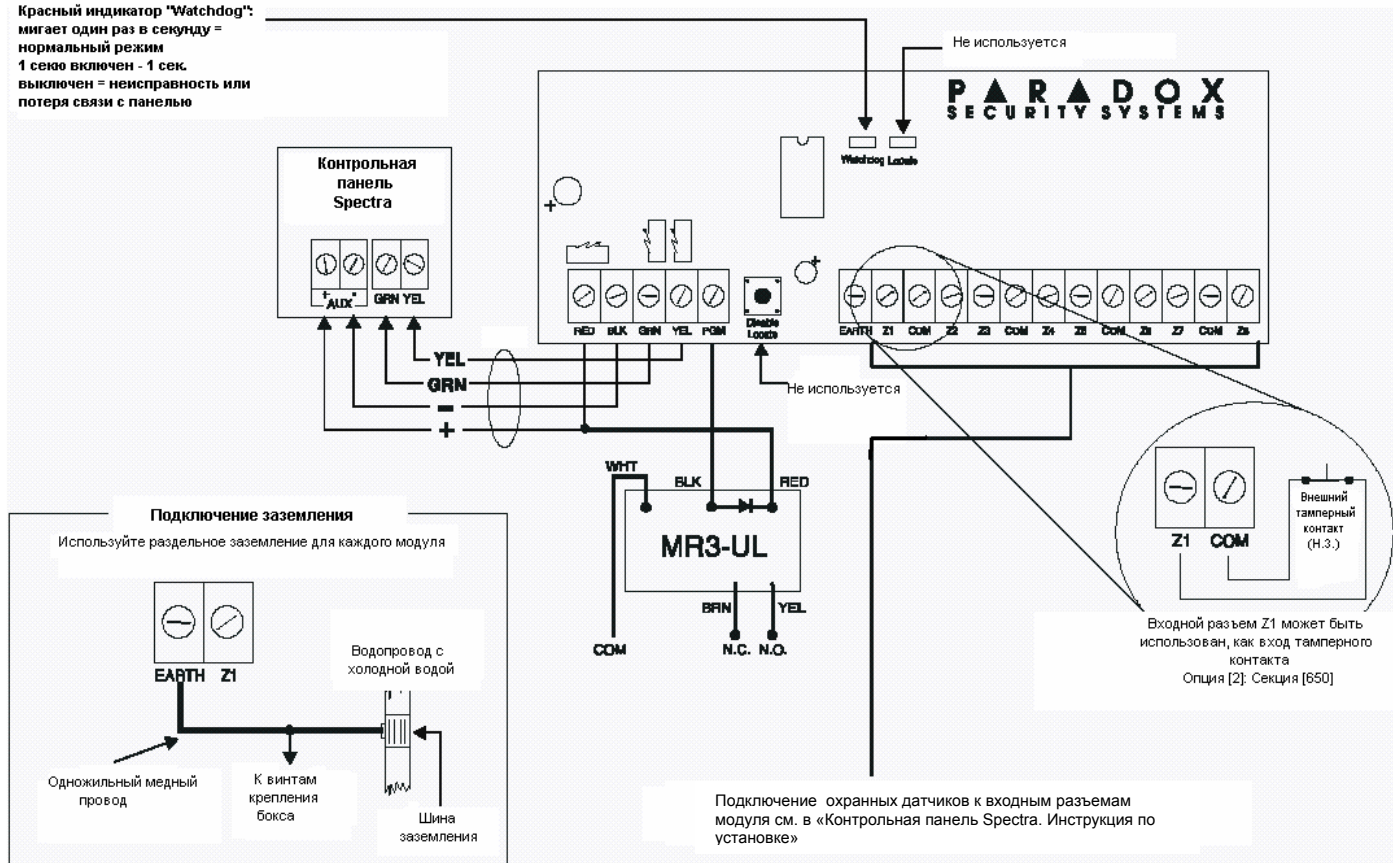 Красный индикатор "Watchdog":
мигает один раз в секунду =
нормальный режим
1 секю включен - 1 сек.
выключен = неисправность или
потеря связи с панелью
Не используется
PARADOX
SECURITY SYSTEMS
Watchdog Locate
Контрольная
панель
Spectra
+ AUX -
GRN YEL
RED BLK GRN YEL PGM
Disable
Locate
EARTH Z1 COM Z2 Z3 COM Z4 Z5 COM Z6 Z7 COM Z8
YEL
GRN
-
+
Не используется
WHT
BLK
RED
MR3-UL
BRN
YEL
COM
N.C. N.O.
Z1 COM
Внешний
тамперный
контакт
(Н.З.)
Входной разъем Z1 может быть
использован, как вход тамперного
контакта
Опция [2]: Секция [650]
Подключение заземления
Используйте раздельное заземление для каждого модуля
EARTH Z1
Водопровод с
холодной водой
Одножильный медный
провод
К винтам
крепления
бокса
Шина
заземления
Подключение охранных датчиков к входным разъемам
модуля см. в «Контрольная панель Spectra. Инструкция по
установке»